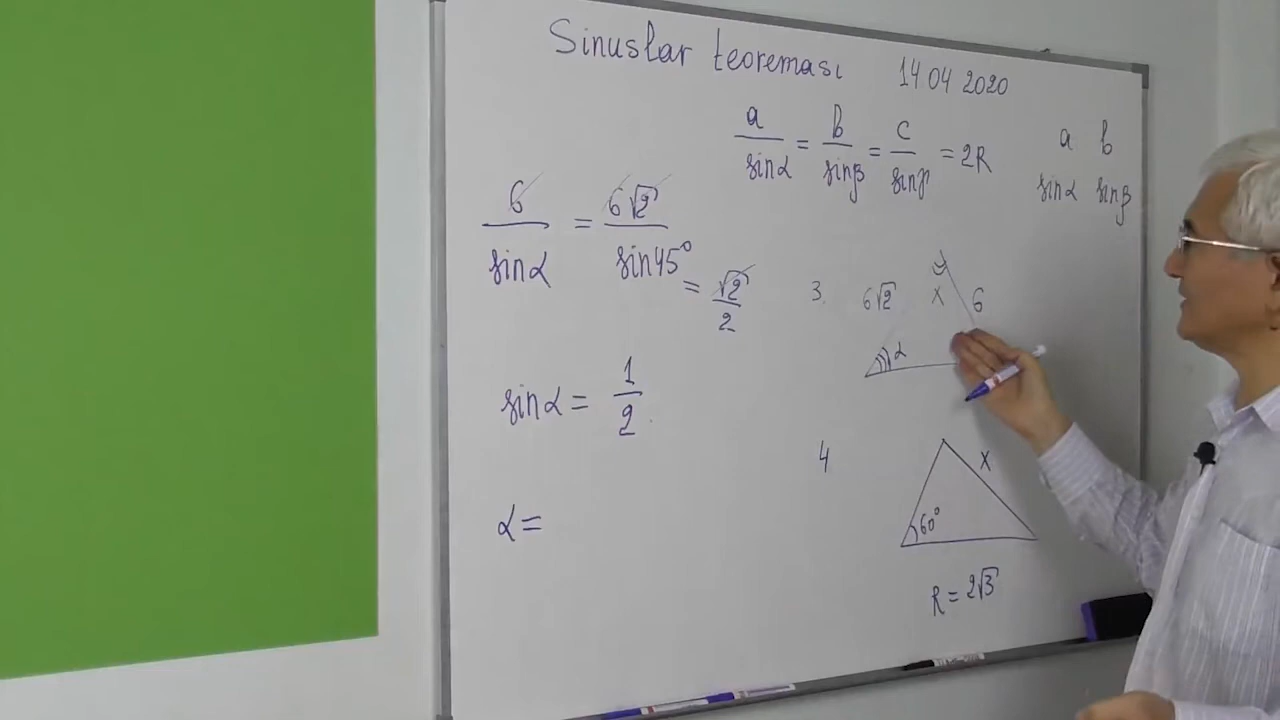 Sinuslar teoreması 14 04 2020
a/sinα = b/sinβ = c/sinγ = 2R
a b
sinα sinβ
6/sinα = 6√2/sin45° = √2/2
3. 6√2 x 6
α
sinα = 1/2.
4 x
60°
α =
R = 2√3